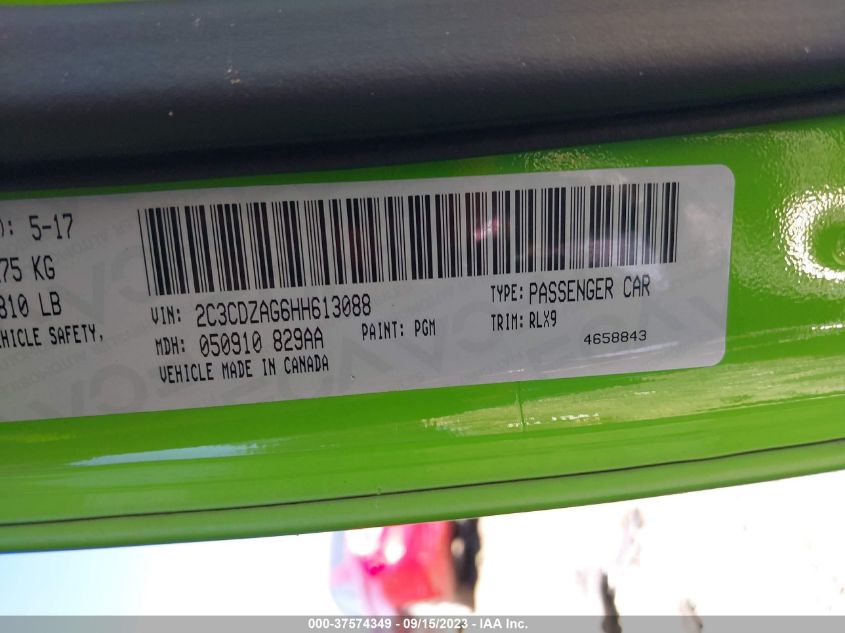 ): 5-17
275 KG
810 LB
VEHICLE SAFETY,
VIN: 2C3CDZAG6HH613088
TYPE: PASSENGER CAR
MDH: 050910 829AA
PAINT: PGM
TRIM: RLX9
VEHICLE MADE IN CANADA
4658843
000-37574349 - 09/15/2023 - IAA Inc.